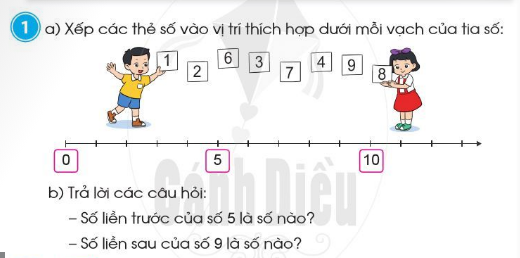 1 a) Xếp các thẻ số vào vị trí thích hợp dưới mỗi vạch của tia số:
1 2 6 3 7 4 9 8
0 5 10
Cánh Diều
b) Trả lời các câu hỏi:
– Số liền trước của số 5 là số nào?
– Số liền sau của số 9 là số nào?